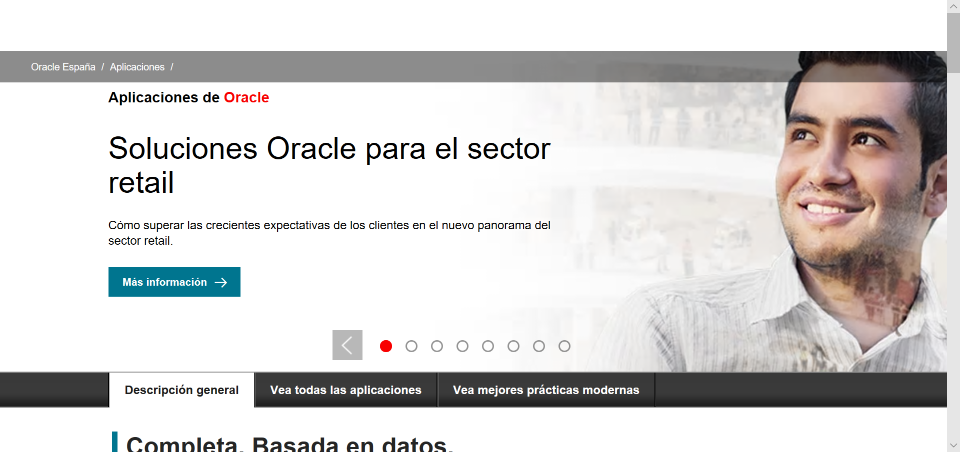 Oracle España / Aplicaciones /
Aplicaciones de Oracle
Soluciones Oracle para el sector
retail
Cómo superar las crecientes expectativas de los clientes en el nuevo panorama del
sector retail.
Más información
Descripción general
Vea todas las aplicaciones
Vea mejores prácticas modernas
Completa. Basada en datos.